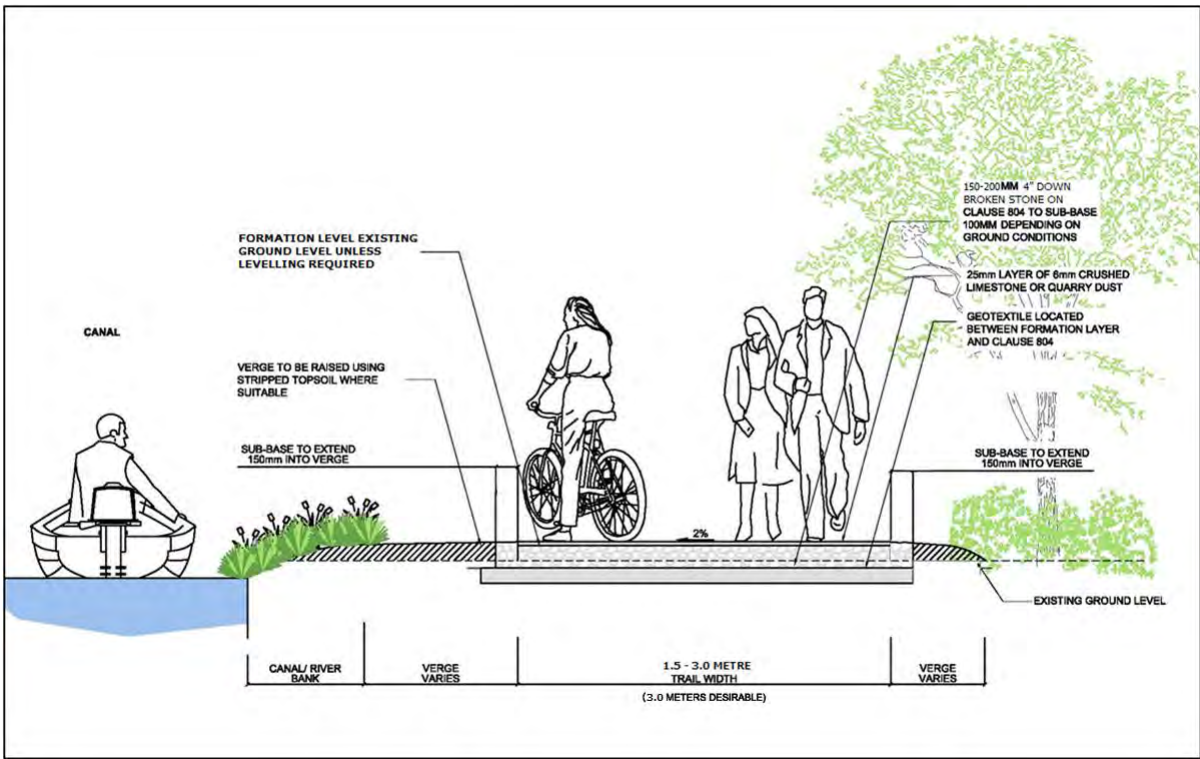 150-200MM 4" DOWN
BROKEN STONE ON
CLAUSE 804 TO SUB-BASE
100MM DEPENDING ON
GROUND CONDITIONS
FORMATION LEVEL EXISTING
GROUND LEVEL UNLESS
LEVELLING REQUIRED
25mm LAYER OF 6mm CRUSHED
LIMESTONE OR QUARRY DUST
GEOTEXTILE LOCATED
BETWEEN FORMATION LAYER
AND CLAUSE 804
CANAL
VERGE TO BE RAISED USING
STRIPPED TOPSOIL WHERE
SUITABLE
SUB-BASE TO EXTEND
150mm INTO VERGE
SUB-BASE TO EXTEND
150mm INTO VERGE
2%
EXISTING GROUND LEVEL
CANAL/ RIVER
BANK
VERGE
VARIES
1.5 - 3.0 METRE
TRAIL WIDTH
(3.0 METERS DESIRABLE)
VERGE
VARIES